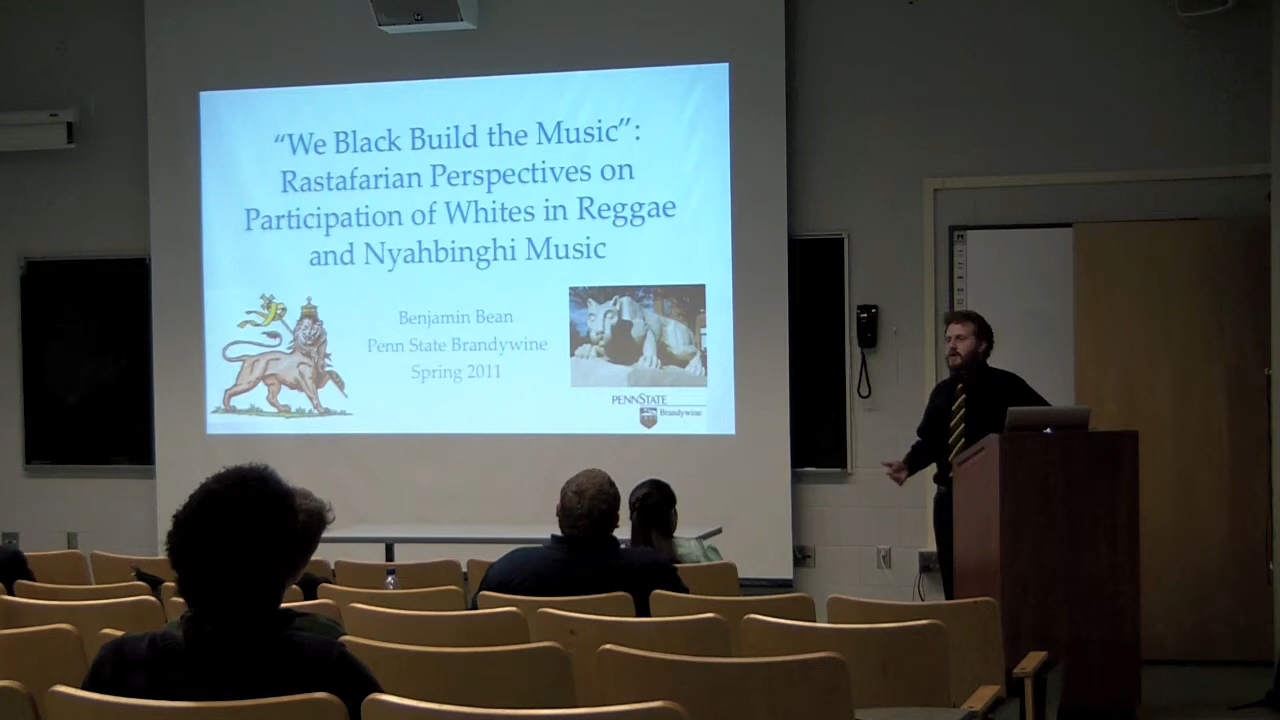 “We Black Build the Music”:
Rastafarian Perspectives on
Participation of Whites in Reggae
and Nyahbinghi Music
Benjamin Bean
Penn State Brandywine
Spring 2011
PENNSTATE
Brandywine